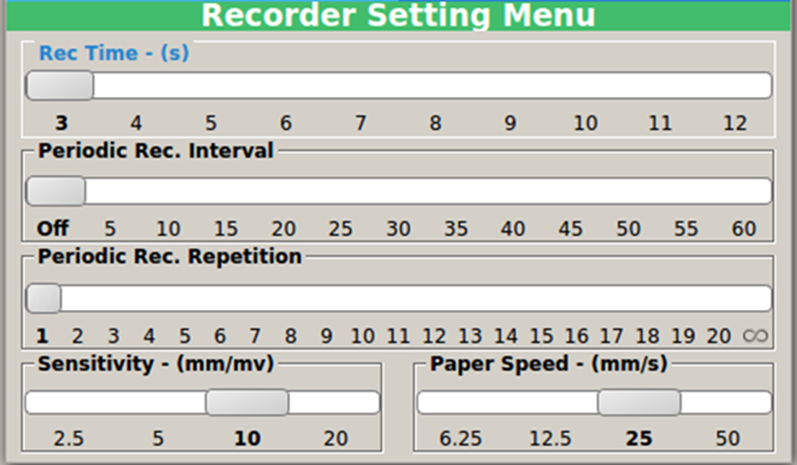 Recorder Setting Menu
Rec Time - (s)
3 4 5 6 7 8 9 10 11 12
Periodic Rec. Interval
Off 5 10 15 20 25 30 35 40 45 50 55 60
Periodic Rec. Repetition
1 2 3 4 5 6 7 8 9 10 11 12 13 14 15 16 17 18 19 20 ∞
Sensitivity - (mm/mv)
2.5 5 10 20
Paper Speed - (mm/s)
6.25 12.5 25 50